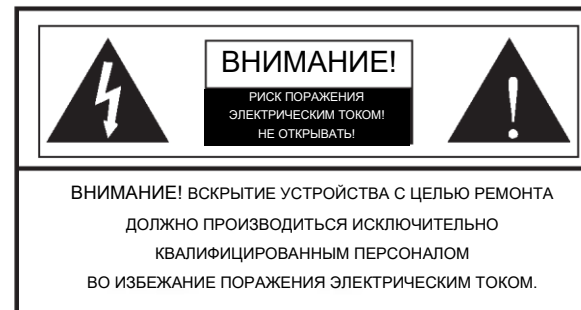 ВНИМАНИЕ!
РИСК ПОРАЖЕНИЯ
ЭЛЕКТРИЧЕСКИМ ТОКОМ!
НЕ ОТКРЫВАТЬ!
ВНИМАНИЕ! ВСКРЫТИЕ УСТРОЙСТВА С ЦЕЛЬЮ РЕМОНТА
ДОЛЖНО ПРОИЗВОДИТЬСЯ ИСКЛЮЧИТЕЛЬНО
КВАЛИФИЦИРОВАННЫМ ПЕРСОНАЛОМ
ВО ИЗБЕЖАНИЕ ПОРАЖЕНИЯ ЭЛЕКТРИЧЕСКИМ ТОКОМ.